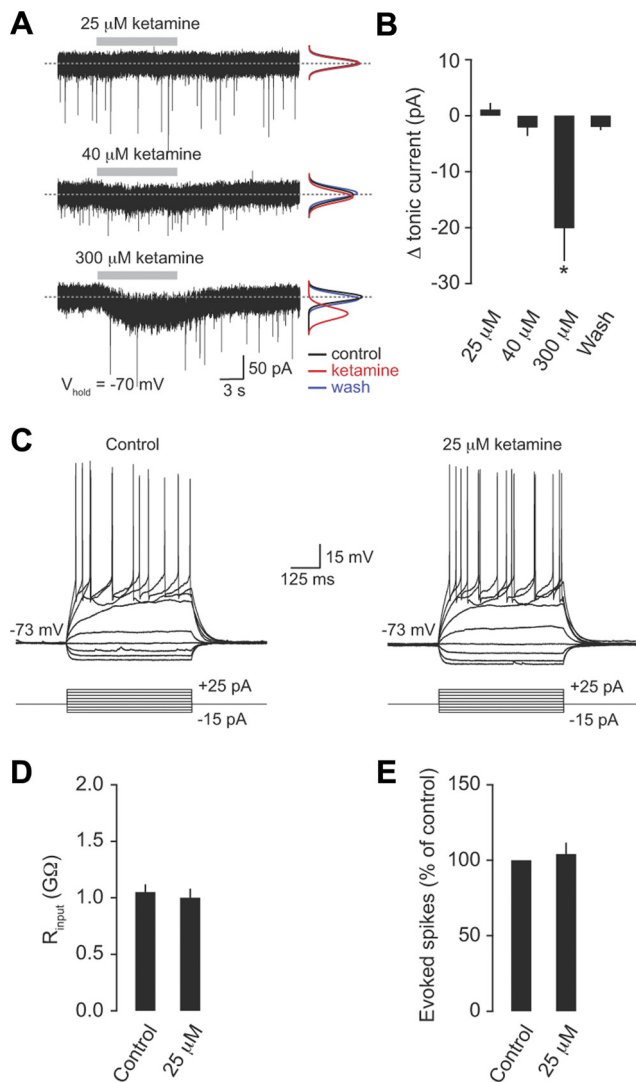 A
25 μM ketamine
40 μM ketamine
300 μM ketamine
V_hold = -70 mV
50 pA
3 s
control
ketamine
wash
B
Δ tonic current (pA)
10
0
-10
-20
-30
*
25 μM
40 μM
300 μM
Wash
C
Control
25 μM ketamine
15 mV
125 ms
-73 mV
-73 mV
+25 pA
-15 pA
+25 pA
-15 pA
D
R_input (GΩ)
2.0
1.5
1.0
0.5
0.0
Control
25 μM
E
Evoked spikes (% of control)
150
100
50
0
Control
25 μM